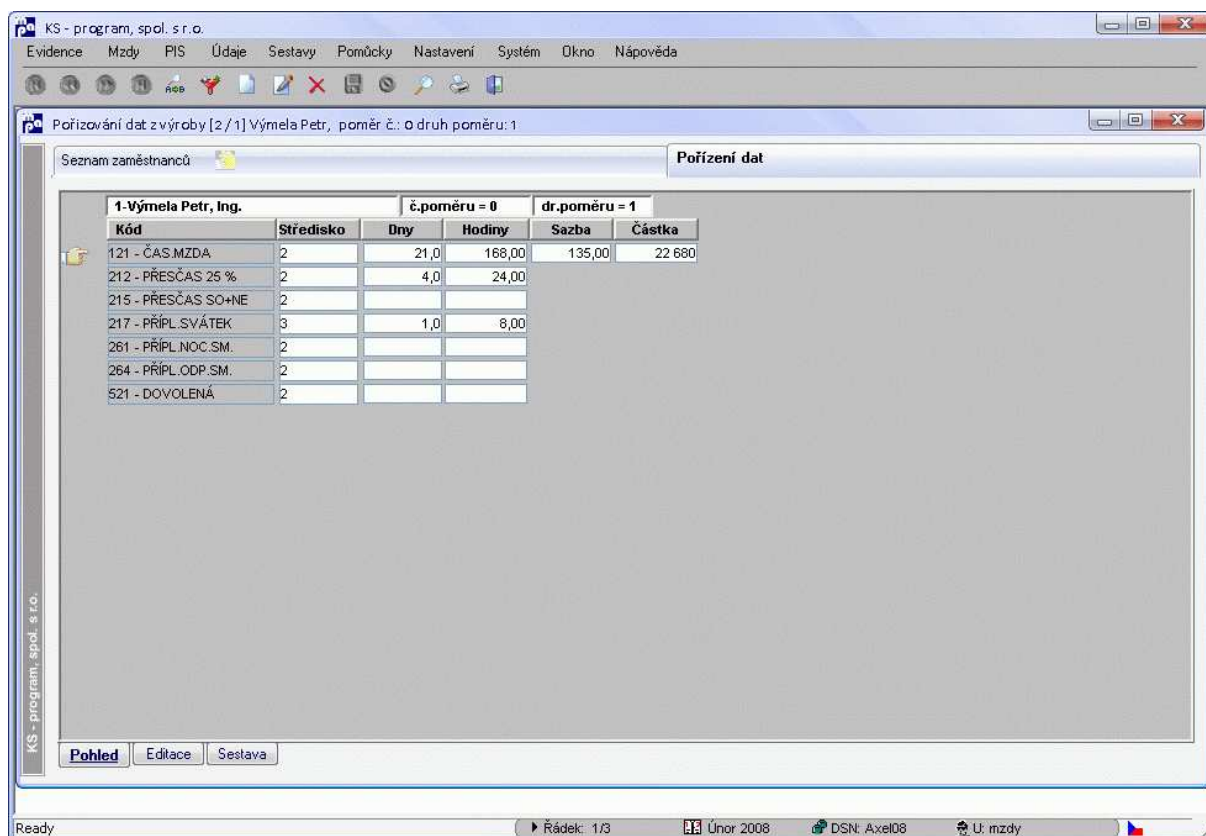 KS - program, spol. s r.o.
Evidence Mzdy PIS Údaje Sestavy Pomůcky Nastavení Systém Okno Nápověda
Pořizování dat z výroby [2 / 1] Výmela Petr, poměr č.: 0 druh poměru: 1
Seznam zaměstnanců Pořízení dat
1-Výmela Petr, Ing. č.poměru = 0 dr.poměru = 1
Kód Středisko Dny Hodiny Sazba Částka
121 - ČAS.MZDA 2 21,0 168,00 135,00 22 680
212 - PŘESČAS 25 % 2 4,0 24,00
215 - PŘESČAS SO+NE 2
217 - PŘÍPL.SVÁTEK 3 1,0 8,00
261 - PŘÍPL.NOC.SM. 2
264 - PŘÍPL.ODP.SM. 2
521 - DOVOLENÁ 2
KS - program, spol. s r.o.
Pohled Editace Sestava
Ready Řádek: 1/3 Únor 2008 DSN: Axel08 U: mzdy